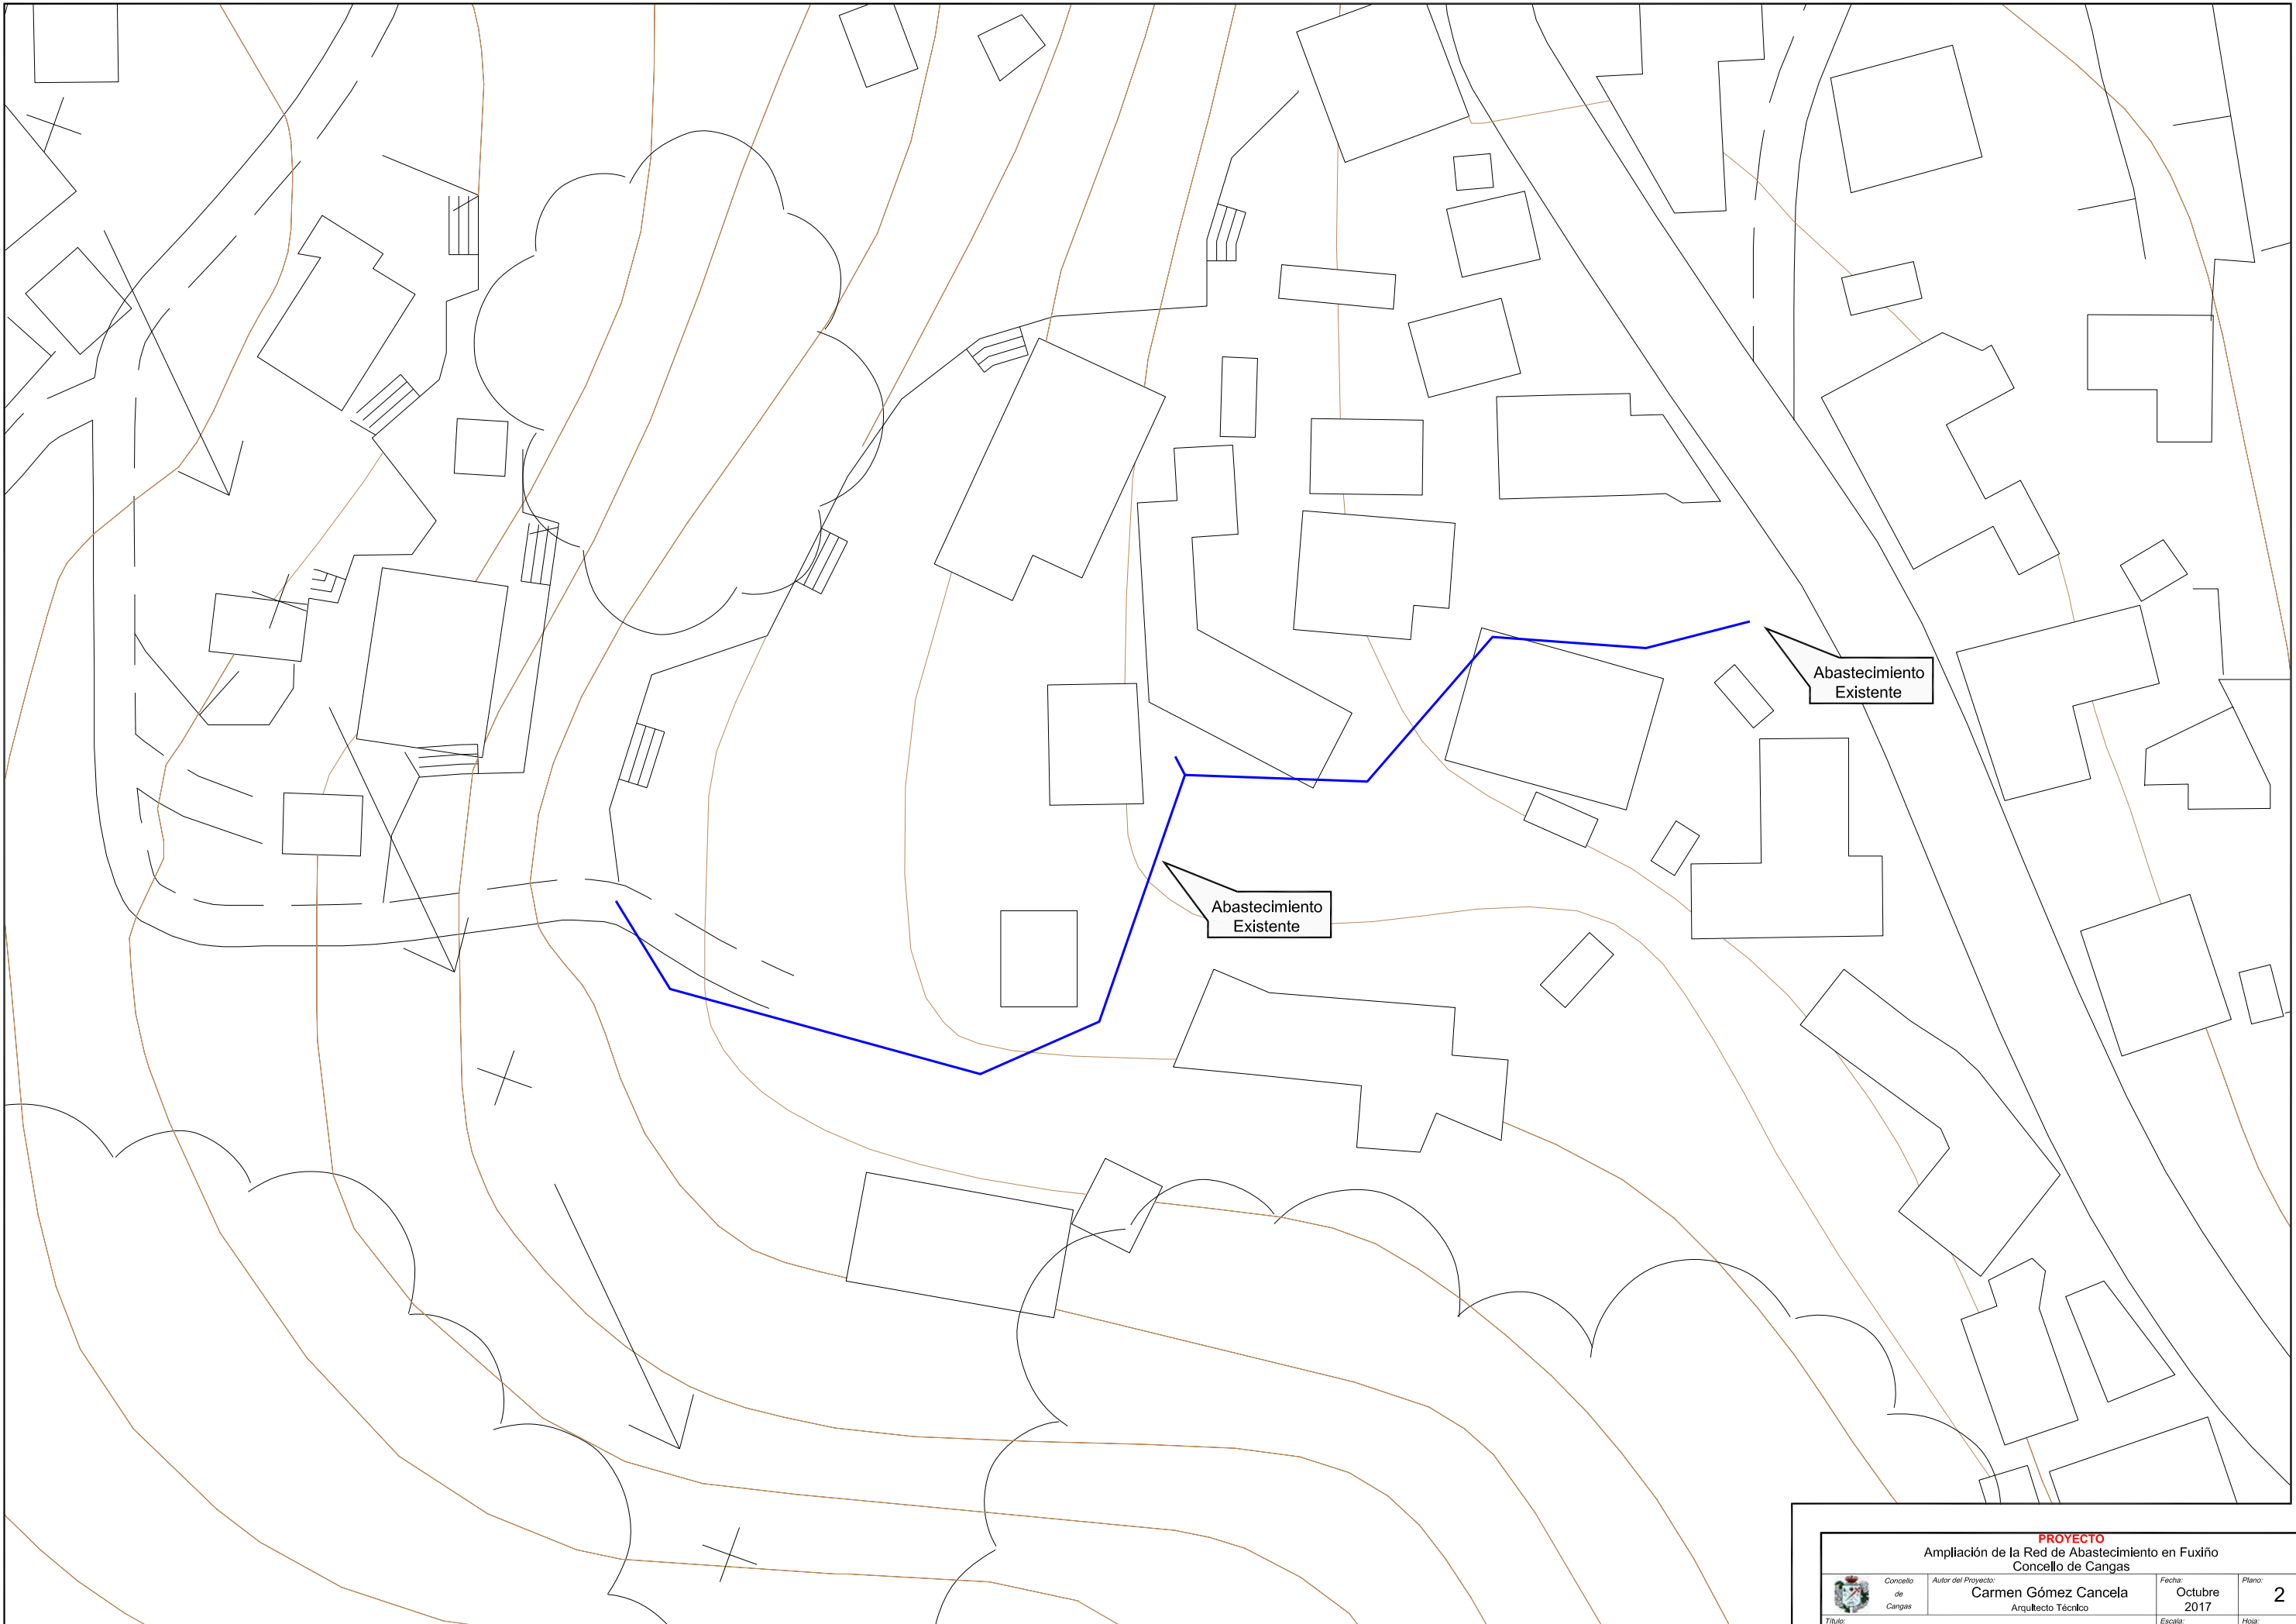 Abastecimiento
Existente
Abastecimiento
Existente
PROYECTO
Ampliación de la Red de Abastecimiento en Fuxiño
Concello de Cangas
Concello
de
Cangas
Autor del Proyecto:
Carmen Gómez Cancela
Arquitecto Técnico
Fecha:
Octubre
2017
Plano:
2
Título:
Escala:
Hoja: